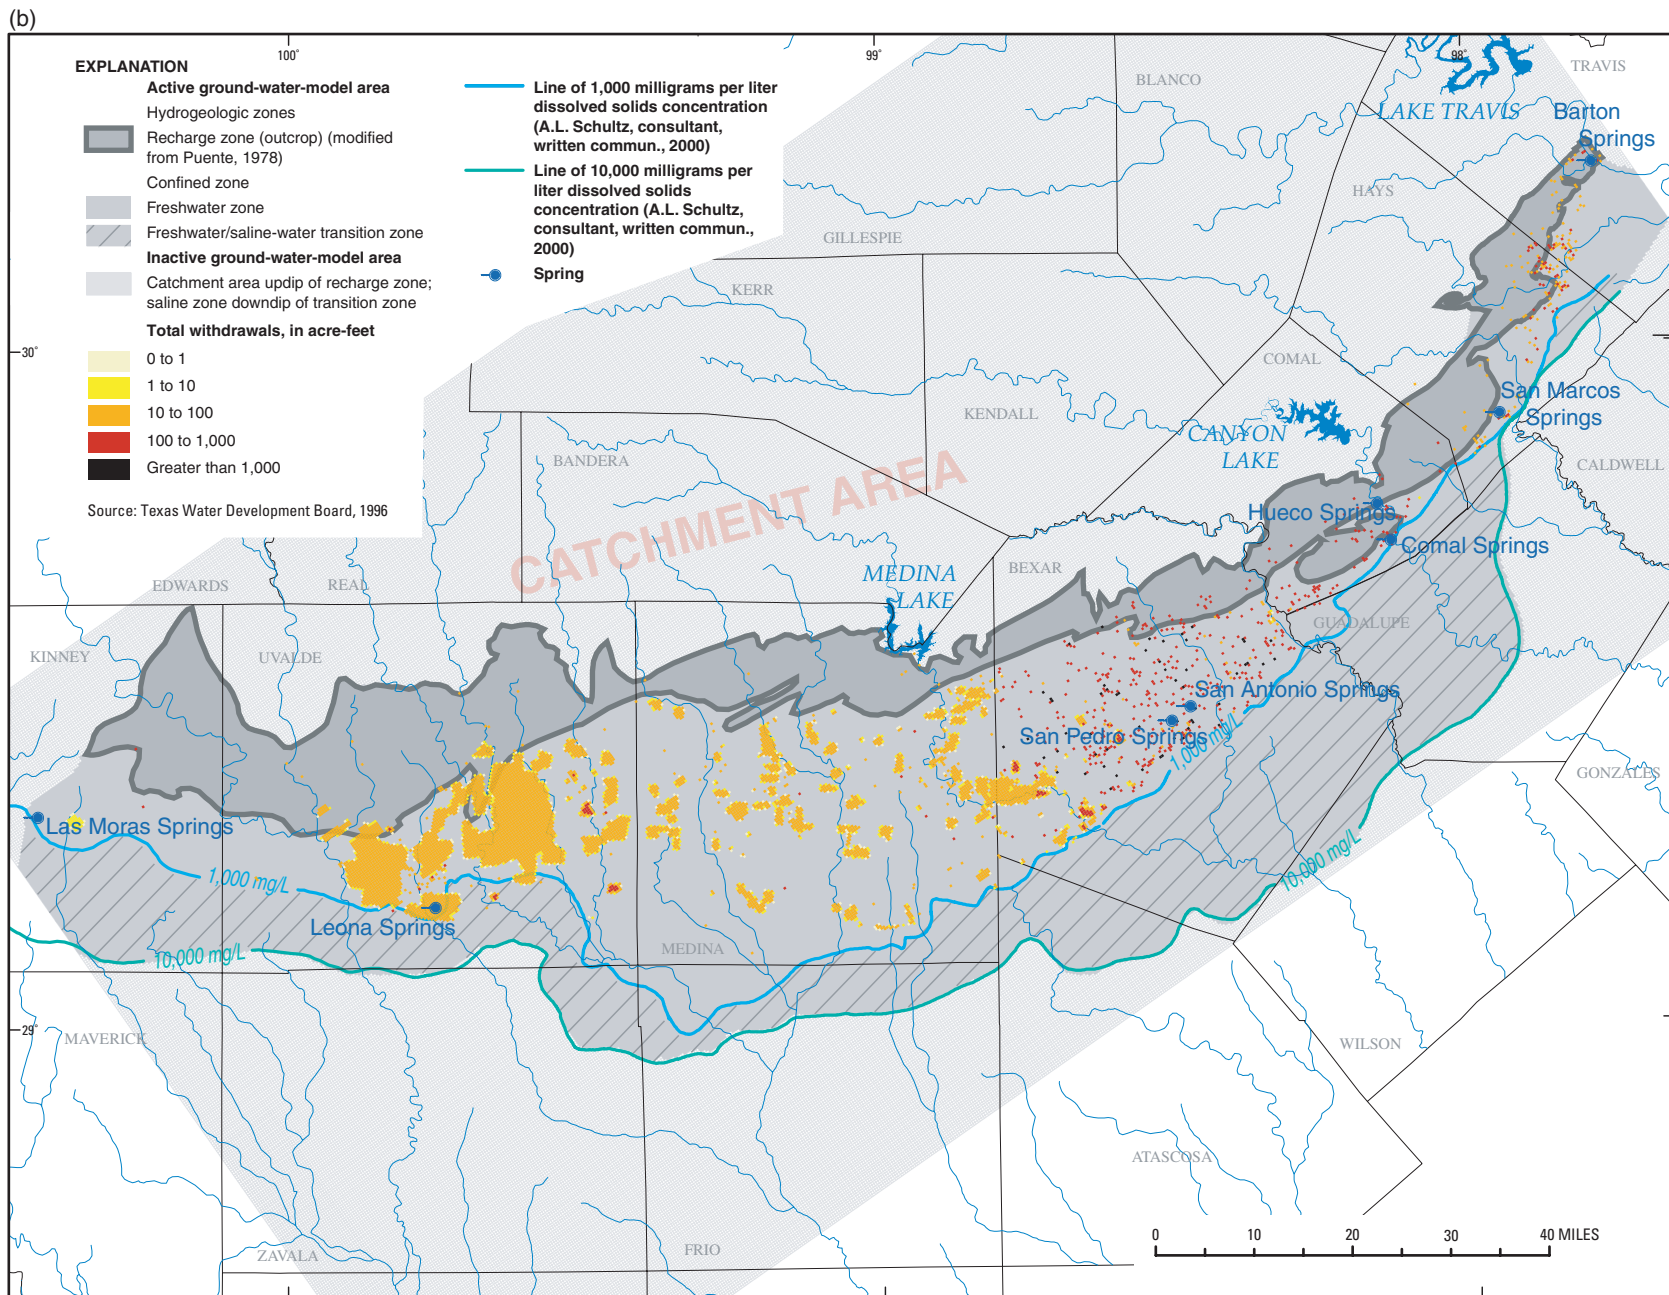 (b)
100°
99°
98°
EXPLANATION
Active ground-water-model area
Hydrogeologic zones
Recharge zone (outcrop) (modified
from Puente, 1978)
Confined zone
Freshwater zone
Freshwater/saline-water transition zone
Inactive ground-water-model area
Catchment area updip of recharge zone;
saline zone downdip of transition zone
Total withdrawals, in acre-feet
0 to 1
1 to 10
10 to 100
100 to 1,000
Greater than 1,000
Source: Texas Water Development Board, 1996
Line of 1,000 milligrams per liter
dissolved solids concentration
(A.L. Schultz, consultant,
written commun., 2000)
Line of 10,000 milligrams per
liter dissolved solids
concentration (A.L. Schultz,
consultant, written commun.,
2000)
Spring
TRAVIS
BLANCO
LAKE TRAVIS
Barton
Springs
HAYS
GILLESPIE
KERR
30°
COMAL
San Marcos
Springs
KENDALL
CANYON
LAKE
BANDERA
CALDWELL
CATCHMENT AREA
Hueco Springs
Comal Springs
EDWARDS
REAL
MEDINA
LAKE
BEXAR
GUADALUPE
KINNEY
UVALDE
San Antonio Springs
San Pedro Springs
1,000 mg/L
GONZALES
Las Moras Springs
1,000 mg/L
10,000 mg/L
Leona Springs
MEDINA
10,000 mg/L
29°
MAVERICK
WILSON
ATASCOSA
ZAVALA
FRIO
0 10 20 30 40 MILES